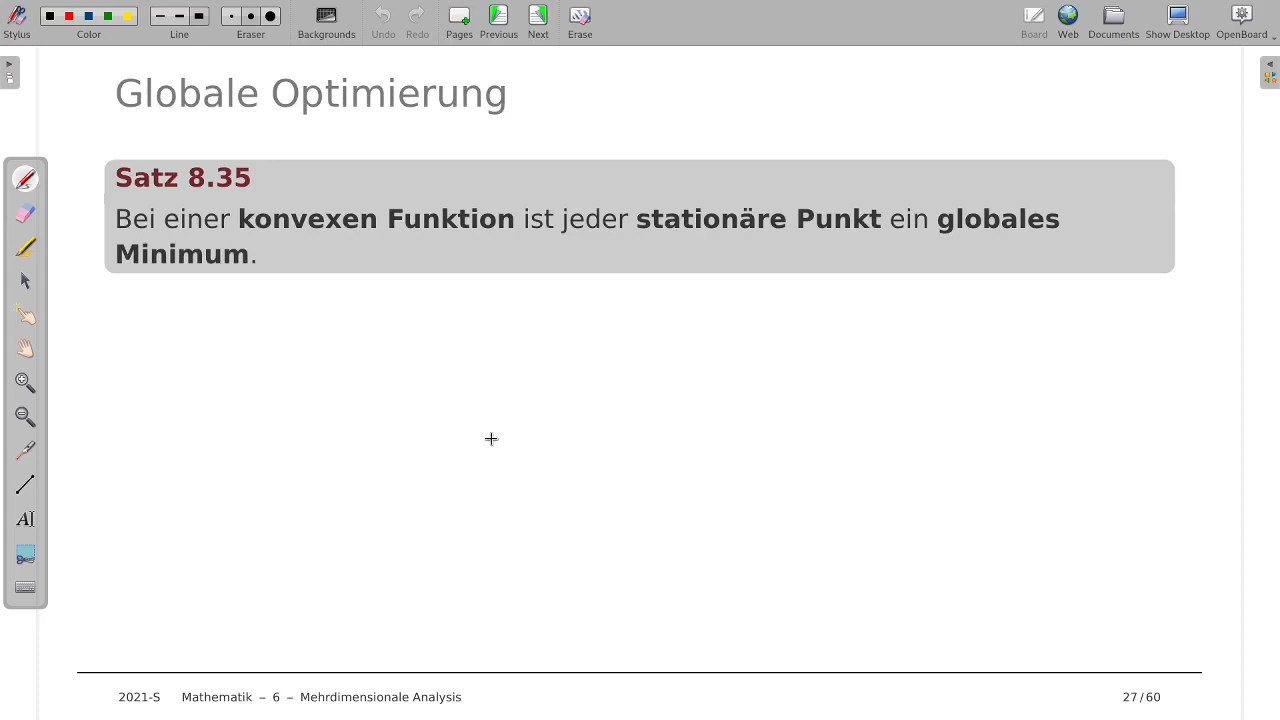 Stylus Color Line Eraser Backgrounds Undo Redo Pages Previous Next Erase Board Web Documents Show Desktop OpenBoard
Globale Optimierung
Satz 8.35
Bei einer konvexen Funktion ist jeder stationäre Punkt ein globales
Minimum.
AI
2021-S Mathematik – 6 – Mehrdimensionale Analysis 27/60